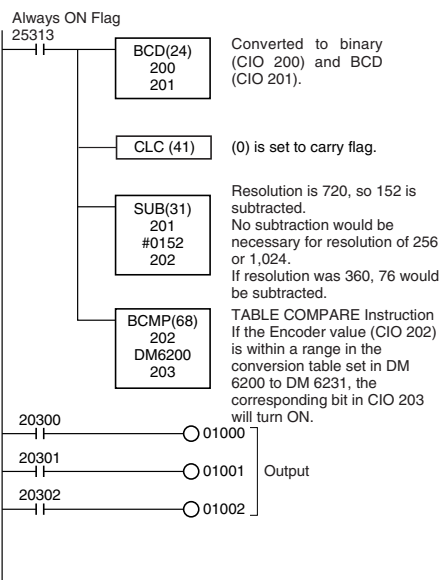 Always ON Flag
25313
BCD(24)
200
201
Converted to binary
(CIO 200) and BCD
(CIO 201).
CLC (41)
(0) is set to carry flag.
SUB(31)
201
#0152
202
Resolution is 720, so 152 is
subtracted.
No subtraction would be
necessary for resolution of 256
or 1,024.
If resolution was 360, 76 would
be subtracted.
BCMP(68)
202
DM6200
203
TABLE COMPARE Instruction
If the Encoder value (CIO 202)
is within a range in the
conversion table set in DM
6200 to DM 6231, the
corresponding bit in CIO 203
will turn ON.
20300
01000
20301
01001
Output
20302
01002